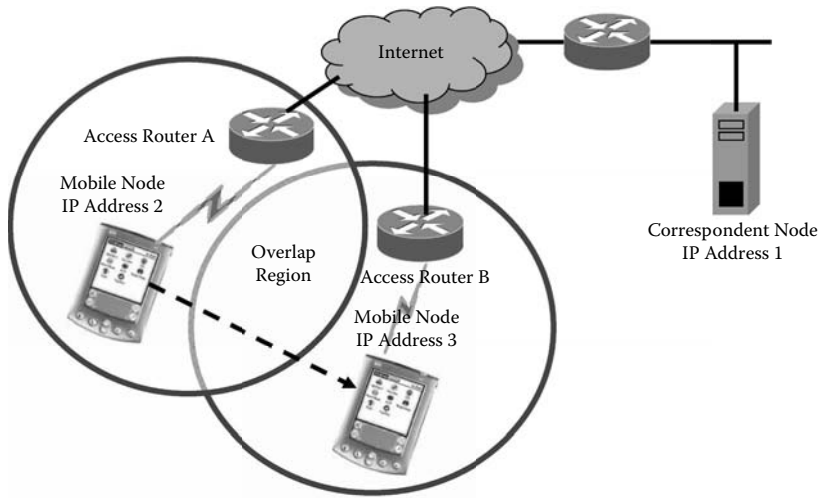 Internet
Access Router A
Mobile Node
IP Address 2
Overlap
Region
Access Router B
Mobile Node
IP Address 3
Correspondent Node
IP Address 1